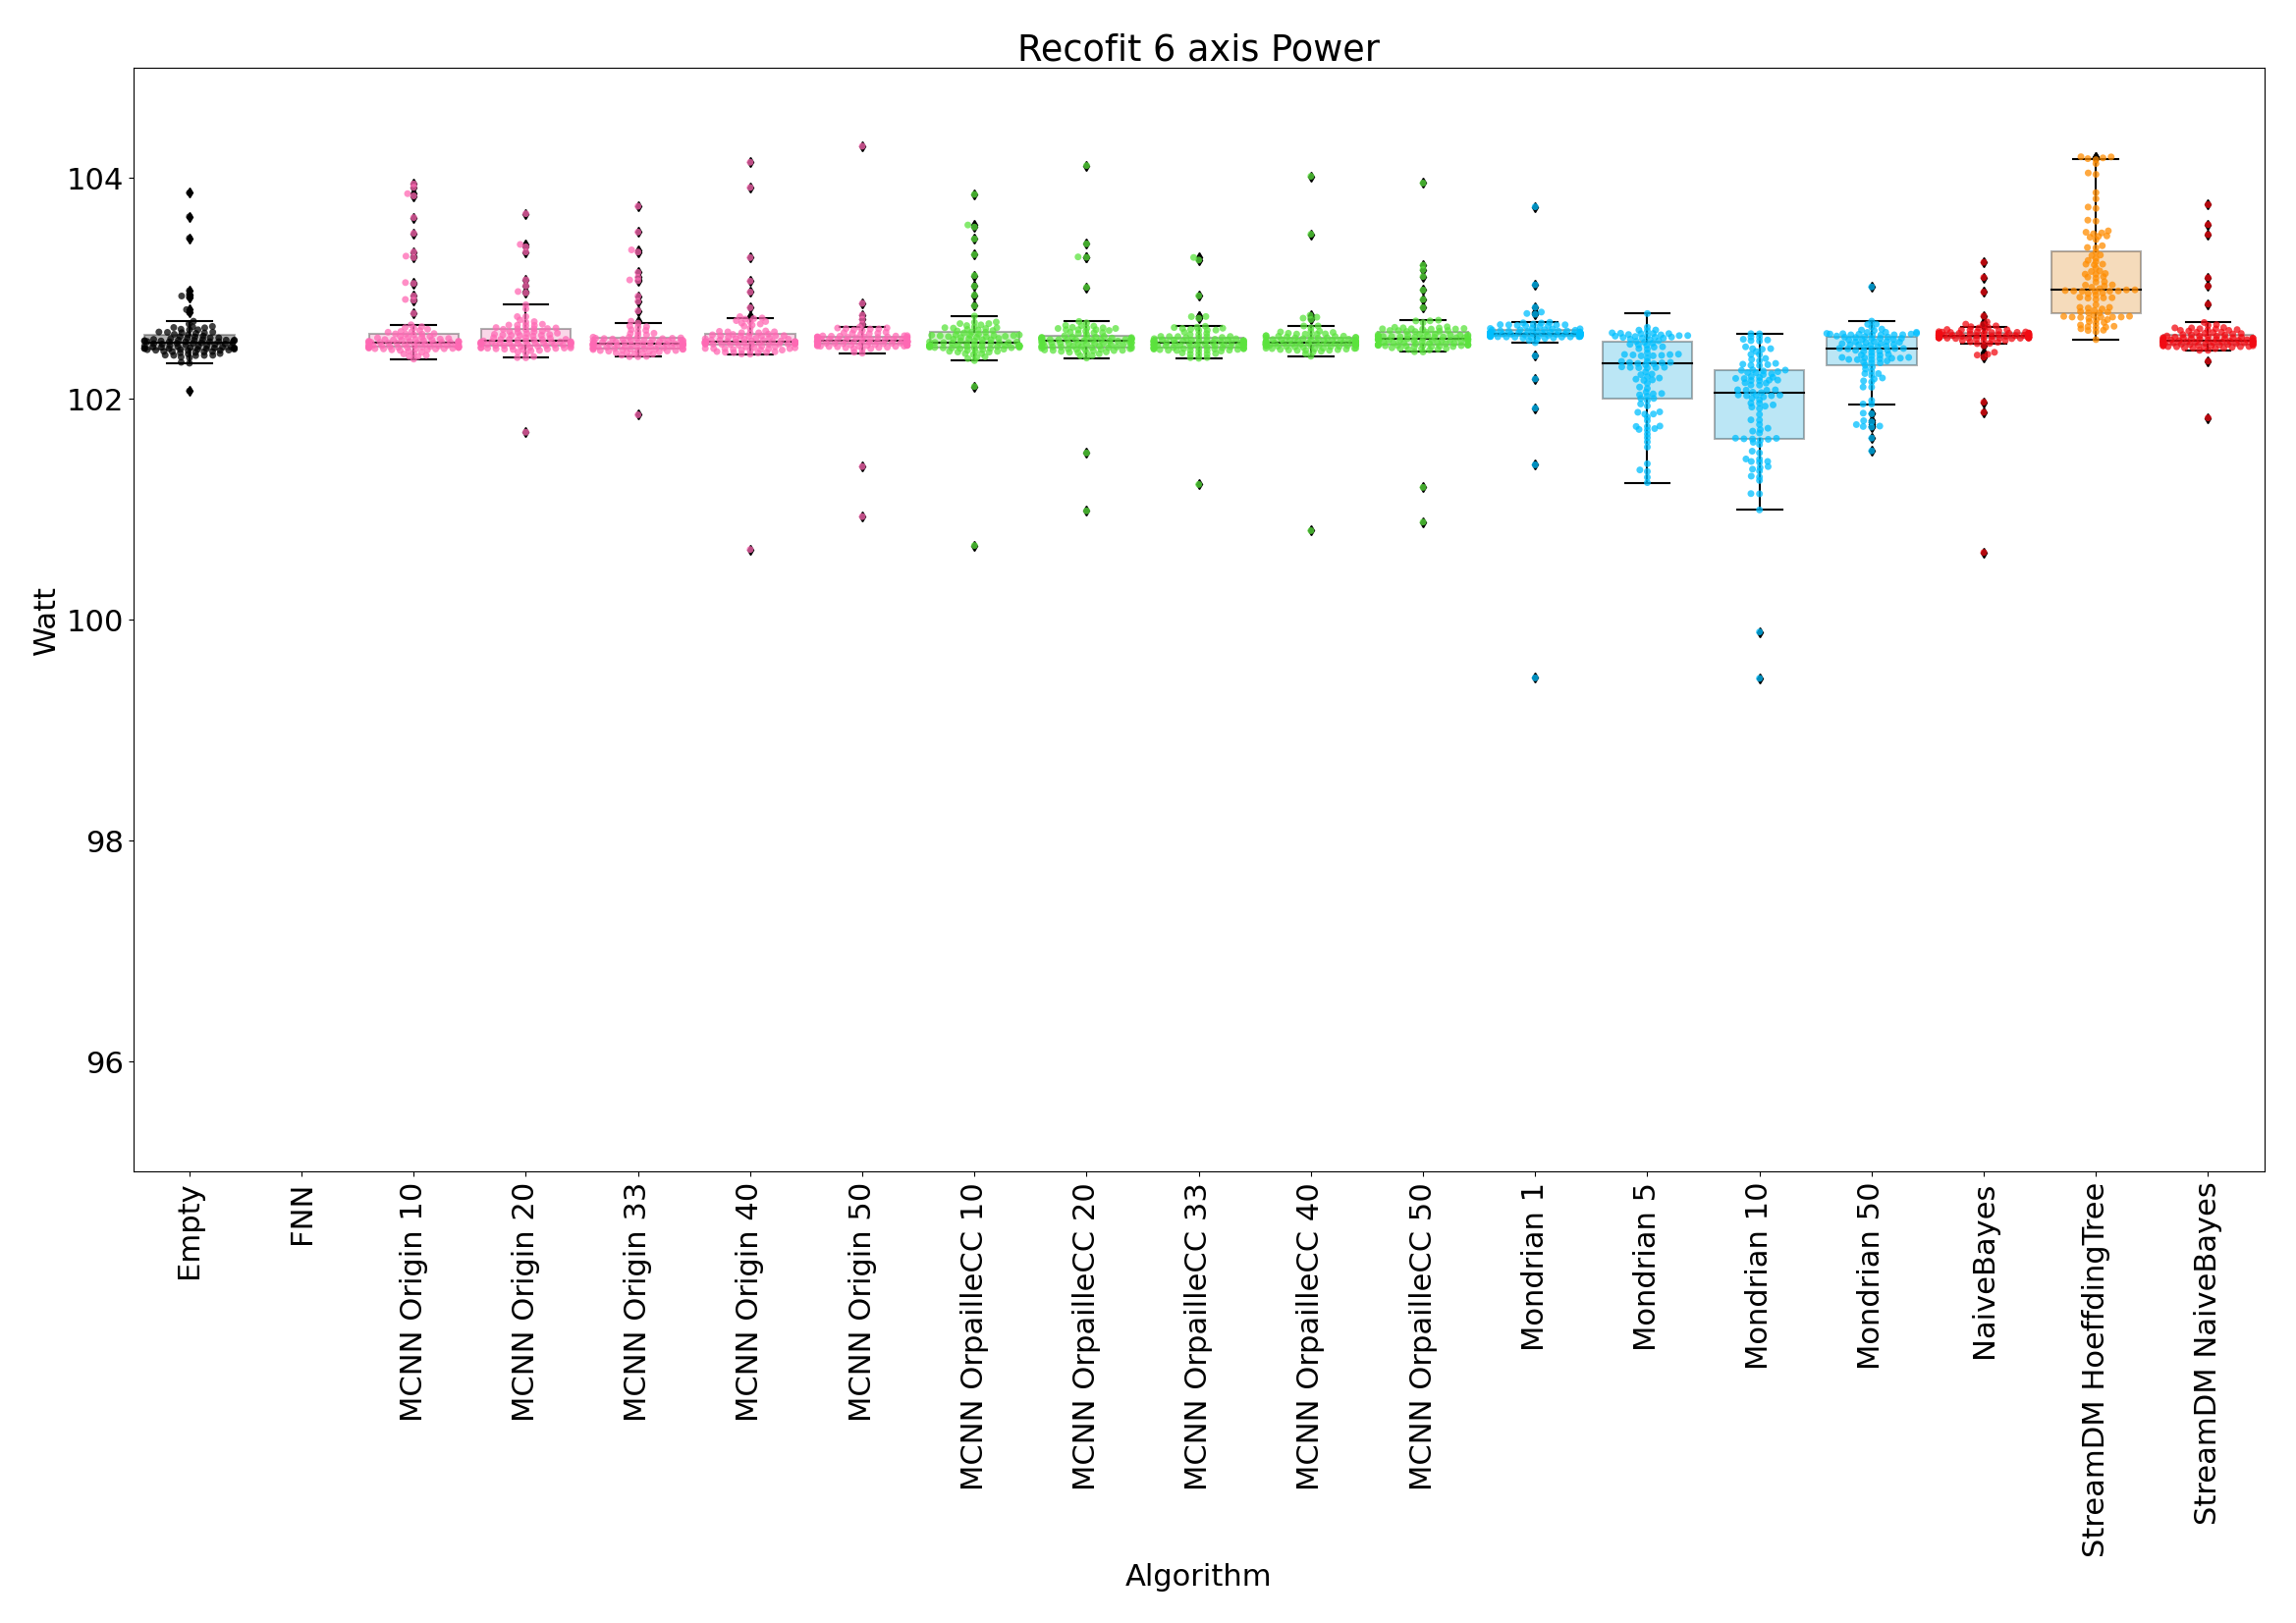 Recofit 6 axis Power
Watt
104
102
100
98
96
Empty
FNN
MCNN Origin 10
MCNN Origin 20
MCNN Origin 33
MCNN Origin 40
MCNN Origin 50
MCNN OrpailleCC 10
MCNN OrpailleCC 20
MCNN OrpailleCC 33
MCNN OrpailleCC 40
MCNN OrpailleCC 50
Mondrian 1
Mondrian 5
Mondrian 10
Mondrian 50
NaiveBayes
StreamDM HoeffdingTree
StreamDM NaiveBayes
Algorithm